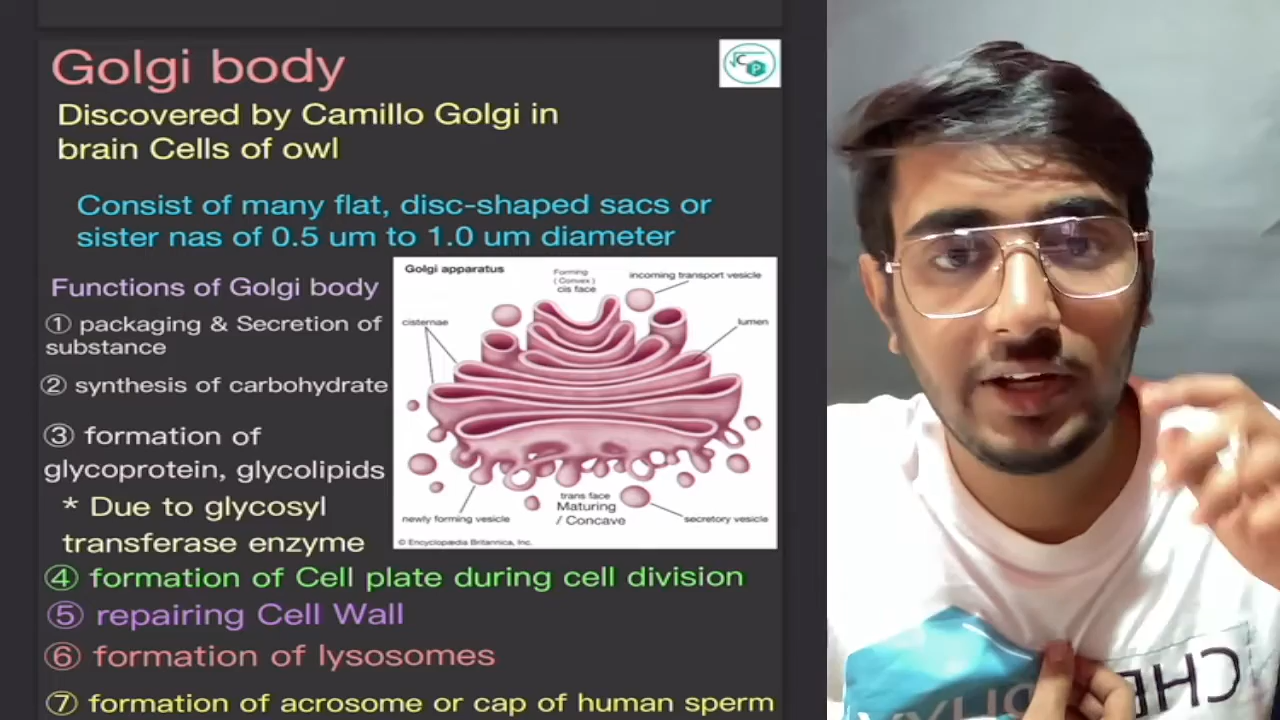 Golgi body
Discovered by Camillo Golgi in
brain Cells of owl
Consist of many flat, disc-shaped sacs or
sister nas of 0.5 um to 1.0 um diameter
Functions of Golgi body
① packaging & Secretion of
substance
② synthesis of carbohydrate
③ formation of
glycoprotein, glycolipids
* Due to glycosyl
transferase enzyme
④ formation of Cell plate during cell division
⑤ repairing Cell Wall
⑥ formation of lysosomes
⑦ formation of acrosome or cap of human sperm
Golgi apparatus
Forming
( Convex )
cis face
incoming transport vesicle
cisternae
lumen
trans face
Maturing
/ Concave
newly forming vesicle
secretory vesicle
© Encyclopædia Britannica, Inc.